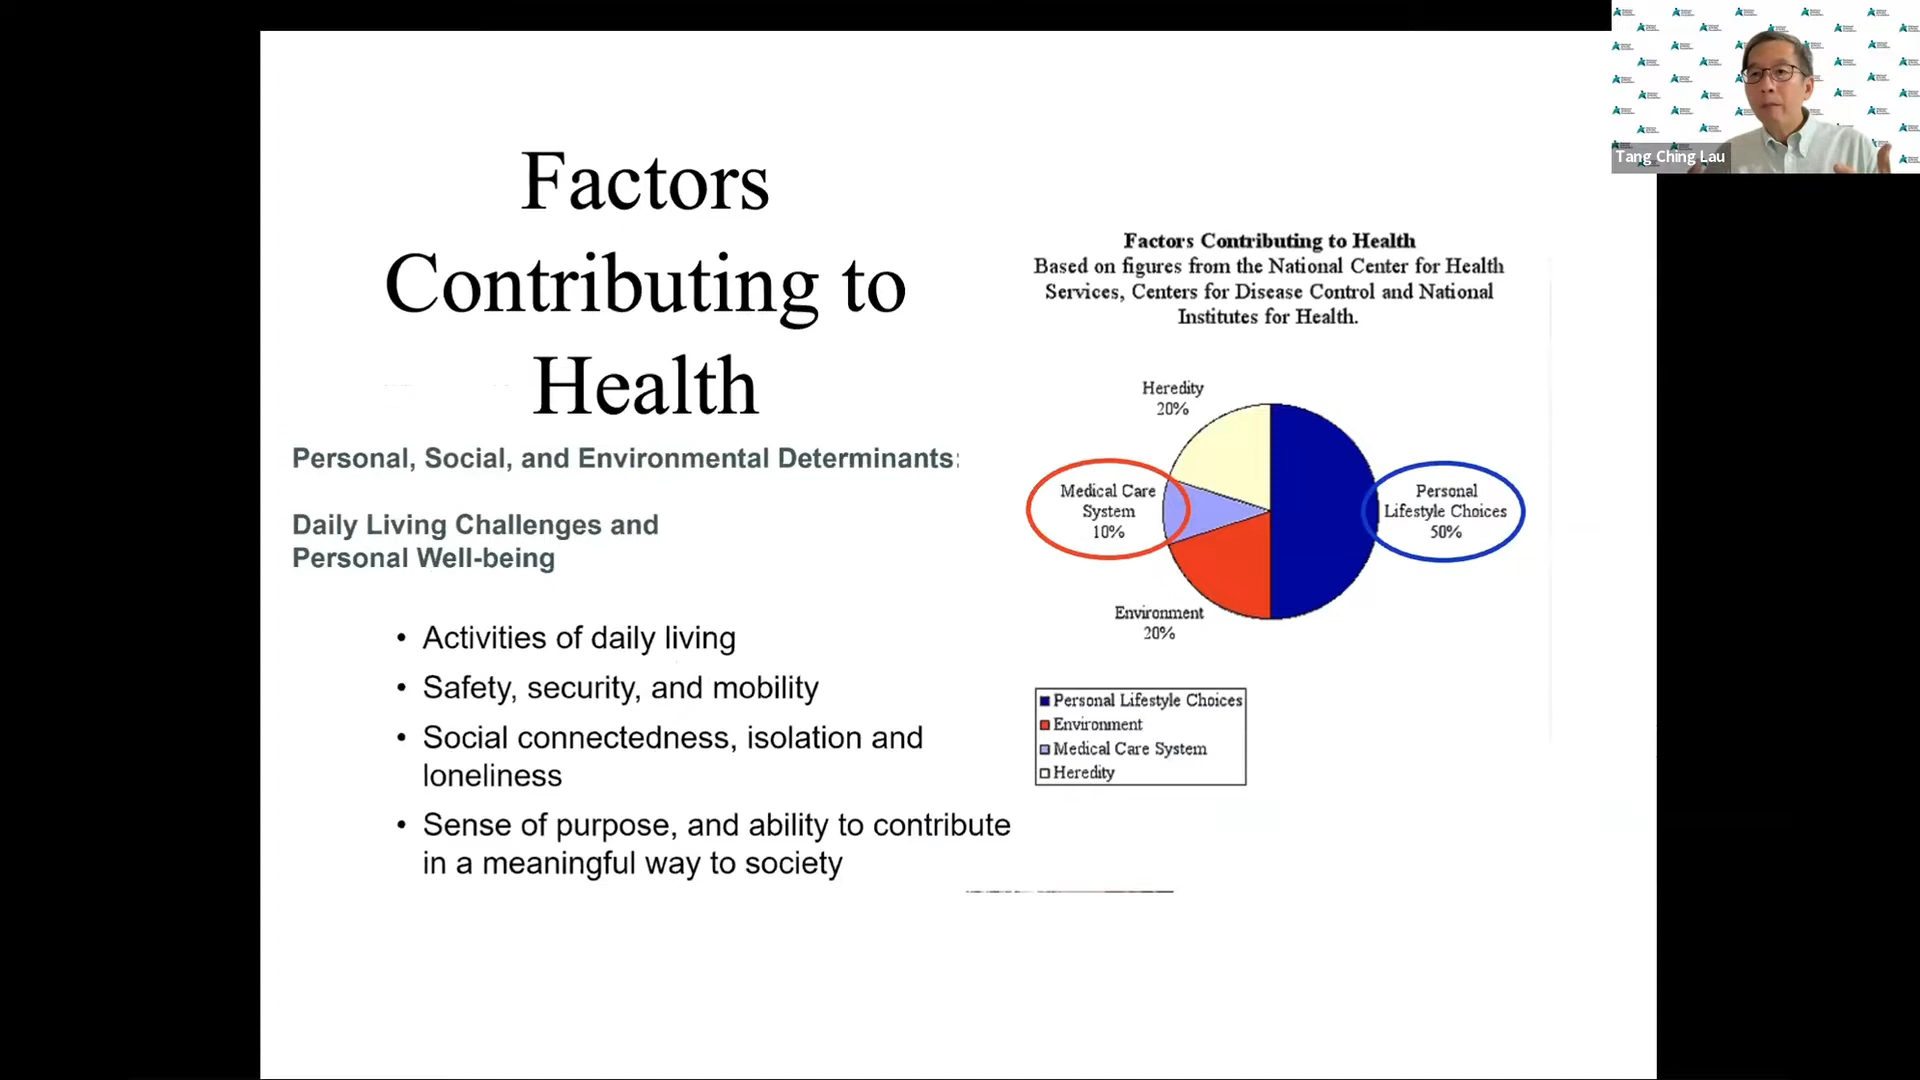 Factors
Contributing to
Health
Personal, Social, and Environmental Determinants:
Daily Living Challenges and
Personal Well-being
• Activities of daily living
• Safety, security, and mobility
• Social connectedness, isolation and
loneliness
• Sense of purpose, and ability to contribute
in a meaningful way to society
Factors Contributing to Health
Based on figures from the National Center for Health
Services, Centers for Disease Control and National
Institutes for Health.
Heredity
20%
Medical Care
System
10%
Personal
Lifestyle Choices
50%
Environment
20%
Personal Lifestyle Choices
Environment
Medical Care System
Heredity
Tang Ching Lau